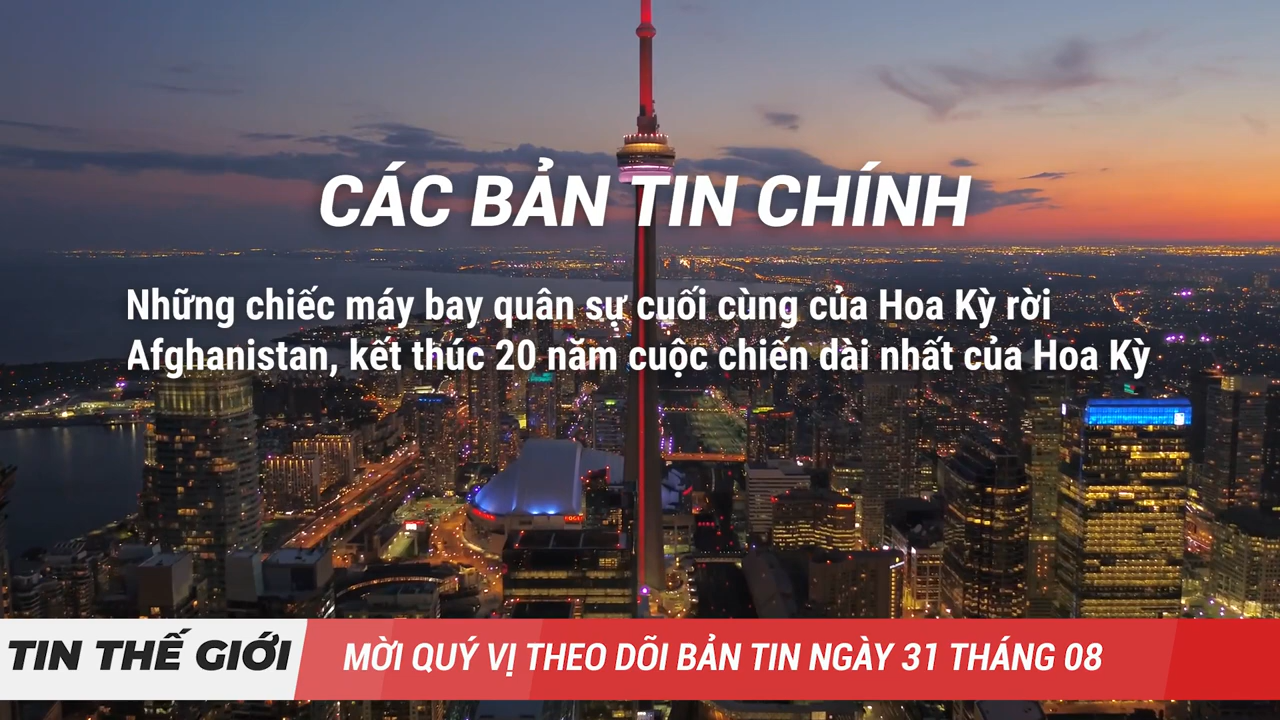 CÁC BẢN TIN CHÍNH
Những chiếc máy bay quân sự cuối cùng của Hoa Kỳ rời
Afghanistan, kết thúc 20 năm cuộc chiến dài nhất của Hoa Kỳ
TIN THẾ GIỚI
MỜI QUÝ VỊ THEO DÕI BẢN TIN NGÀY 31 THÁNG 08